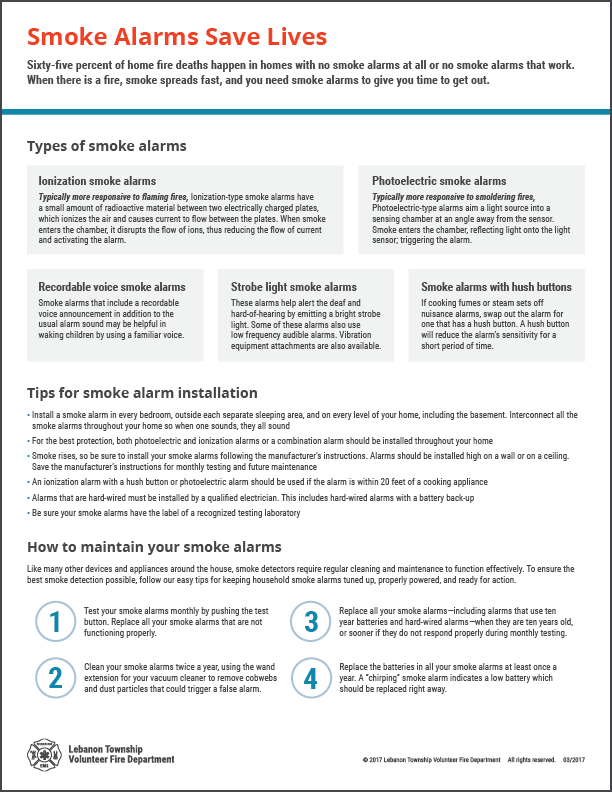 Smoke Alarms Save Lives
Sixty-five percent of home fire deaths happen in homes with no smoke alarms at all or no smoke alarms that work.
When there is a fire, smoke spreads fast, and you need smoke alarms to give you time to get out.
Types of smoke alarms
Ionization smoke alarms
Typically more responsive to flaming fires, Ionization-type smoke alarms have
a small amount of radioactive material between two electrically charged plates,
which ionizes the air and causes current to flow between the plates. When smoke
enters the chamber, it disrupts the flow of ions, thus reducing the flow of current
and activating the alarm.
Photoelectric smoke alarms
Typically more responsive to smoldering fires,
Photoelectric-type alarms aim a light source into a
sensing chamber at an angle away from the sensor.
Smoke enters the chamber, reflecting light onto the light
sensor; triggering the alarm.
Recordable voice smoke alarms
Smoke alarms that include a recordable
voice announcement in addition to the
usual alarm sound may be helpful in
waking children by using a familiar voice.
Strobe light smoke alarms
These alarms help alert the deaf and
hard-of-hearing by emitting a bright strobe
light. Some of these alarms also use
low frequency audible alarms. Vibration
equipment attachments are also available.
Smoke alarms with hush buttons
If cooking fumes or steam sets off
nuisance alarms, swap out the alarm for
one that has a hush button. A hush button
will reduce the alarm's sensitivity for a
short period of time.
Tips for smoke alarm installation
• Install a smoke alarm in every bedroom, outside each separate sleeping area, and on every level of your home, including the basement. Interconnect all the
smoke alarms throughout your home so when one sounds, they all sound
• For the best protection, both photoelectric and ionization alarms or a combination alarm should be installed throughout your home
• Smoke rises, so be sure to install your smoke alarms following the manufacturer's instructions. Alarms should be installed high on a wall or on a ceiling.
Save the manufacturer's instructions for monthly testing and future maintenance
• An ionization alarm with a hush button or photoelectric alarm should be used if the alarm is within 20 feet of a cooking appliance
• Alarms that are hard-wired must be installed by a qualified electrician. This includes hard-wired alarms with a battery back-up
• Be sure your smoke alarms have the label of a recognized testing laboratory
How to maintain your smoke alarms
Like many other devices and appliances around the house, smoke detectors require regular cleaning and maintenance to function effectively. To ensure the
best smoke detection possible, follow our easy tips for keeping household smoke alarms tuned up, properly powered, and ready for action.
1
Test your smoke alarms monthly by pushing the test
button. Replace all your smoke alarms that are not
functioning properly.
2
Clean your smoke alarms twice a year, using the wand
extension for your vacuum cleaner to remove cobwebs
and dust particles that could trigger a false alarm.
3
Replace all your smoke alarms—including alarms that use ten
year batteries and hard-wired alarms—when they are ten years old,
or sooner if they do not respond properly during monthly testing.
4
Replace the batteries in all your smoke alarms at least once a
year. A "chirping" smoke alarm indicates a low battery which
should be replaced right away.
Lebanon Township
Volunteer Fire Department
© 2017 Lebanon Township Volunteer Fire Department All rights reserved. 03/2017